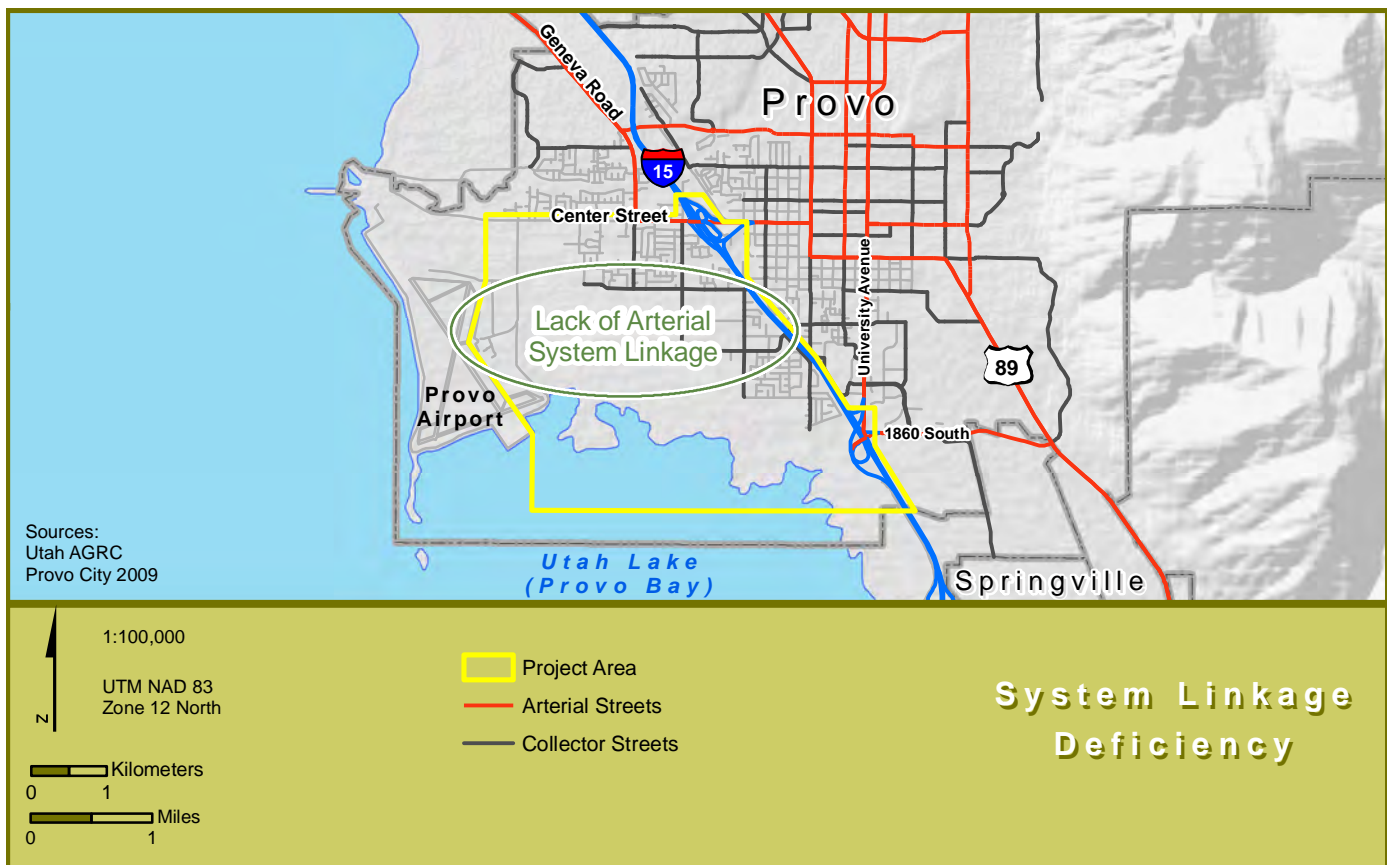 Geneva Road
Provo
15
Center Street
University Avenue
Lack of Arterial
System Linkage
89
Provo
Airport
1860 South
Sources:
Utah AGRC
Provo City 2009
Utah Lake
(Provo Bay)
Springville
1:100,000
UTM NAD 83
Zone 12 North
z
Kilometers
0 1
Miles
0 1
Project Area
Arterial Streets
Collector Streets
System Linkage
Deficiency